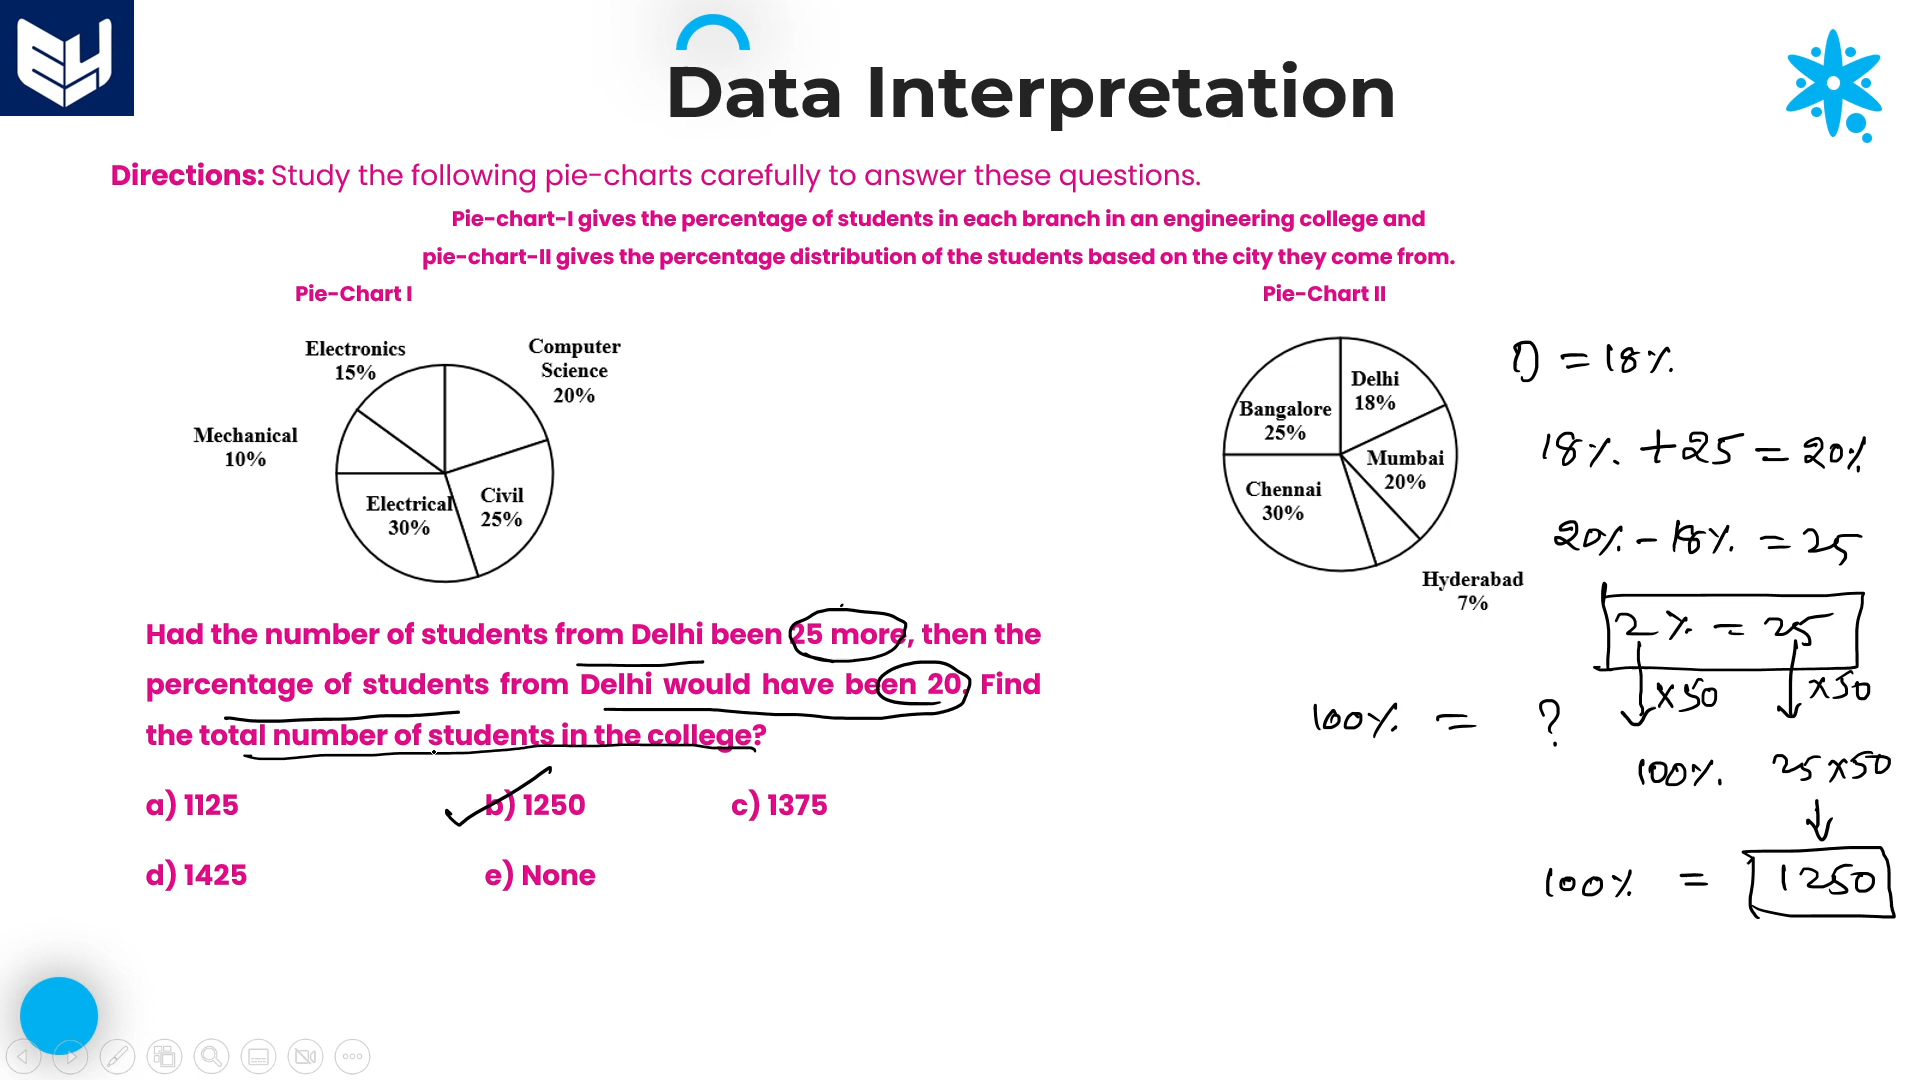 Data Interpretation
Directions: Study the following pie-charts carefully to answer these questions.
Pie-chart-I gives the percentage of students in each branch in an engineering college and
pie-chart-II gives the percentage distribution of the students based on the city they come from.
Pie-Chart I
Electronics
15%
Computer
Science
20%
Mechanical
10%
Electrical
30%
Civil
25%
Pie-Chart II
Delhi
18%
Bangalore
25%
Mumbai
20%
Chennai
30%
Hyderabad
7%
Had the number of students from Delhi been 25 more, then the
percentage of students from Delhi would have been 20. Find
the total number of students in the college?
a) 1125
b) 1250
c) 1375
d) 1425
e) None
D = 18%
18% + 25 = 20%
20% - 18% = 25
2% = 25
×50 ×50
100% = ?
100% 25×50
100% = 1250